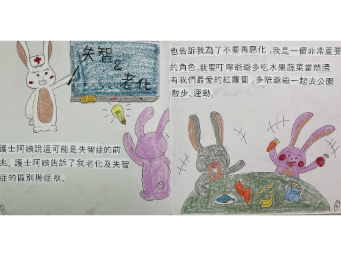 失智
&
老化
護士阿姨說這可能是失智症的前
兆。護士阿姨告訴了我老化及失智
症的區別與症狀。
也告訴我為了不要再惡化，我是一個非常重要
的角色，我要叮嚀爺爺多吃水果蔬菜當然還
有我們最愛的紅蘿蔔，多陪爺爺一起去公園
散步、運動。